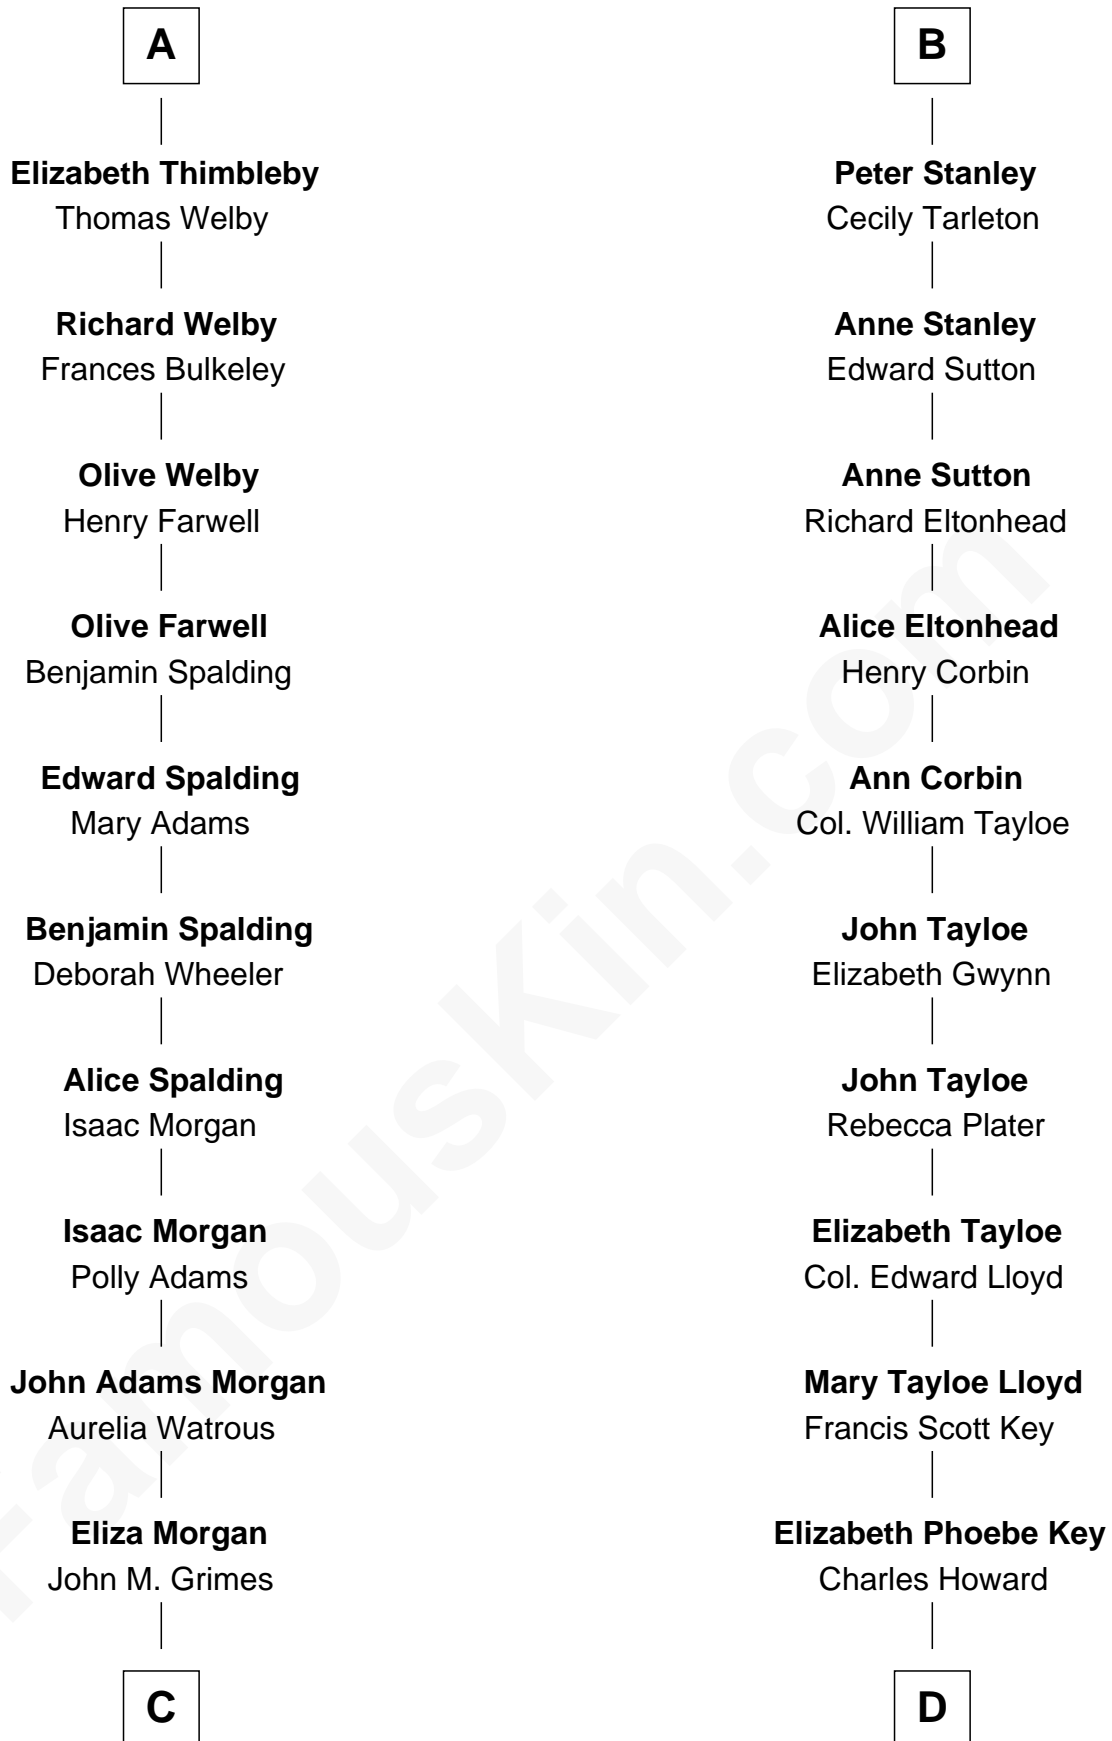 A
Elizabeth Thimbleby
Thomas Welby
Richard Welby
Frances Bulkeley
Olive Welby
Henry Farwell
Olive Farwell
Benjamin Spalding
Edward Spalding
Mary Adams
Benjamin Spalding
Deborah Wheeler
Alice Spalding
Isaac Morgan
Isaac Morgan
Polly Adams
John Adams Morgan
Aurelia Watrous
Eliza Morgan
John M. Grimes
C
B
Peter Stanley
Cecily Tarleton
Anne Stanley
Edward Sutton
Anne Sutton
Richard Eltonhead
Alice Eltonhead
Henry Corbin
Ann Corbin
Col. William Tayloe
John Tayloe
Elizabeth Gwynn
John Tayloe
Rebecca Plater
Elizabeth Tayloe
Col. Edward Lloyd
Mary Tayloe Lloyd
Francis Scott Key
Elizabeth Phoebe Key
Charles Howard
D
FamousKin.com